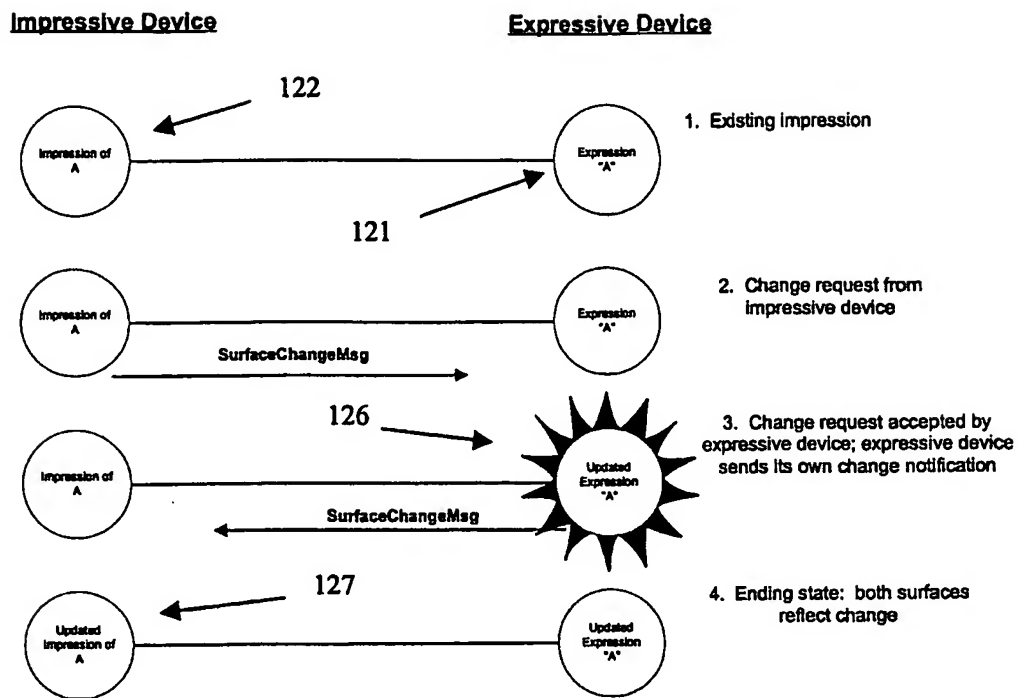 Impressive Device
Expressive Device
122
Impression of
A
Expression
"A"
1. Existing impression
121
Impression of
A
Expression
"A"
2. Change request from
impressive device
SurfaceChangeMsg
126
Impression of
A
Updated
Expression
"A"
3. Change request accepted by
expressive device; expressive device
sends its own change notification
SurfaceChangeMsg
127
Updated
Impression of
A
Updated
Expression
"A"
4. Ending state: both surfaces
reflect change